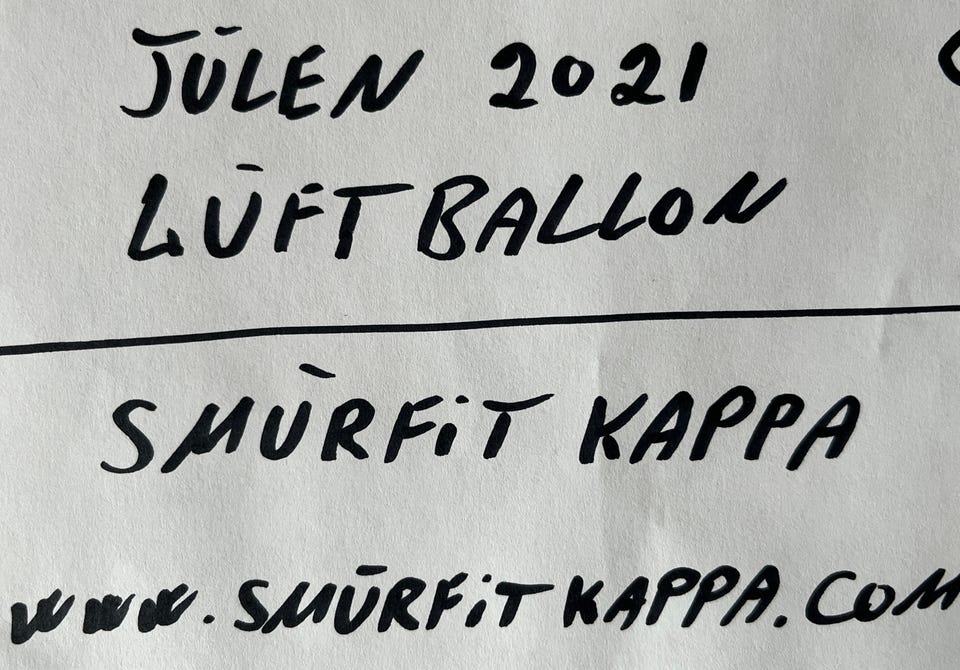 JULEN 2021
LUFTBALLON
SMURFiT KAPPA
www.SMURFiTKAPPA.COM